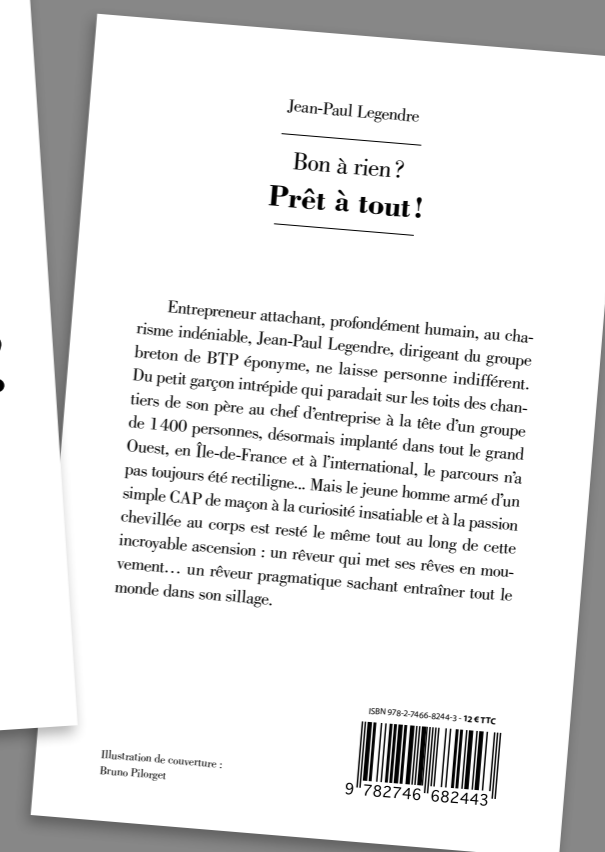 Jean-Paul Legendre
Bon à rien ?
Prêt à tout !
Entrepreneur attachant, profondément humain, au cha-
risme indéniable, Jean-Paul Legendre, dirigeant du groupe
breton de BTP éponyme, ne laisse personne indifférent.
Du petit garçon intrépide qui paradait sur les toits des chan-
tiers de son père au chef d’entreprise à la tête d’un groupe
de 1 400 personnes, désormais implanté dans tout le grand
Ouest, en Île-de-France et à l’international, le parcours n’a
pas toujours été rectiligne... Mais le jeune homme armé d’un
simple CAP de maçon à la curiosité insatiable et à la passion
chevillée au corps est resté le même tout au long de cette
incroyable ascension : un rêveur qui met ses rêves en mou-
vement… un rêveur pragmatique sachant entraîner tout le
monde dans son sillage.
ISBN 978-2-7466-8244-3 - 12 € TTC
9 782746 682443
Illustration de couverture :
Bruno Pilorget